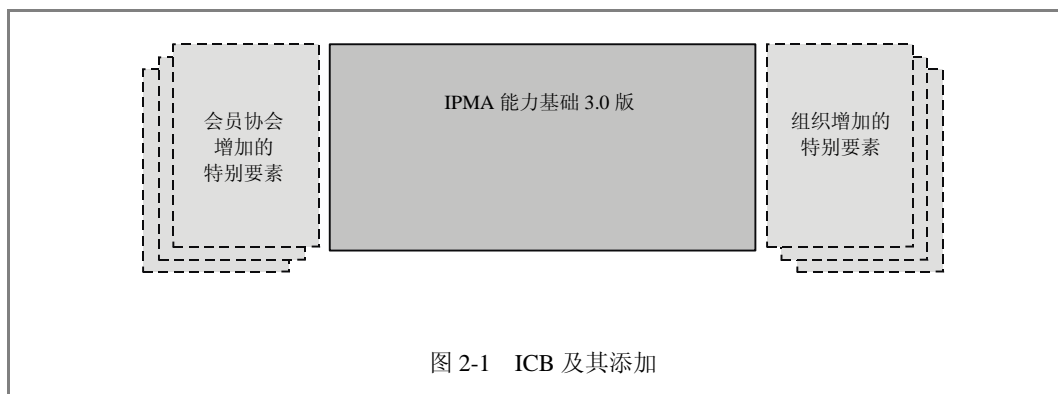 会员协会
增加的
特别要素
IPMA 能力基础 3.0 版
组织增加的
特别要素
图 2-1 ICB 及其添加